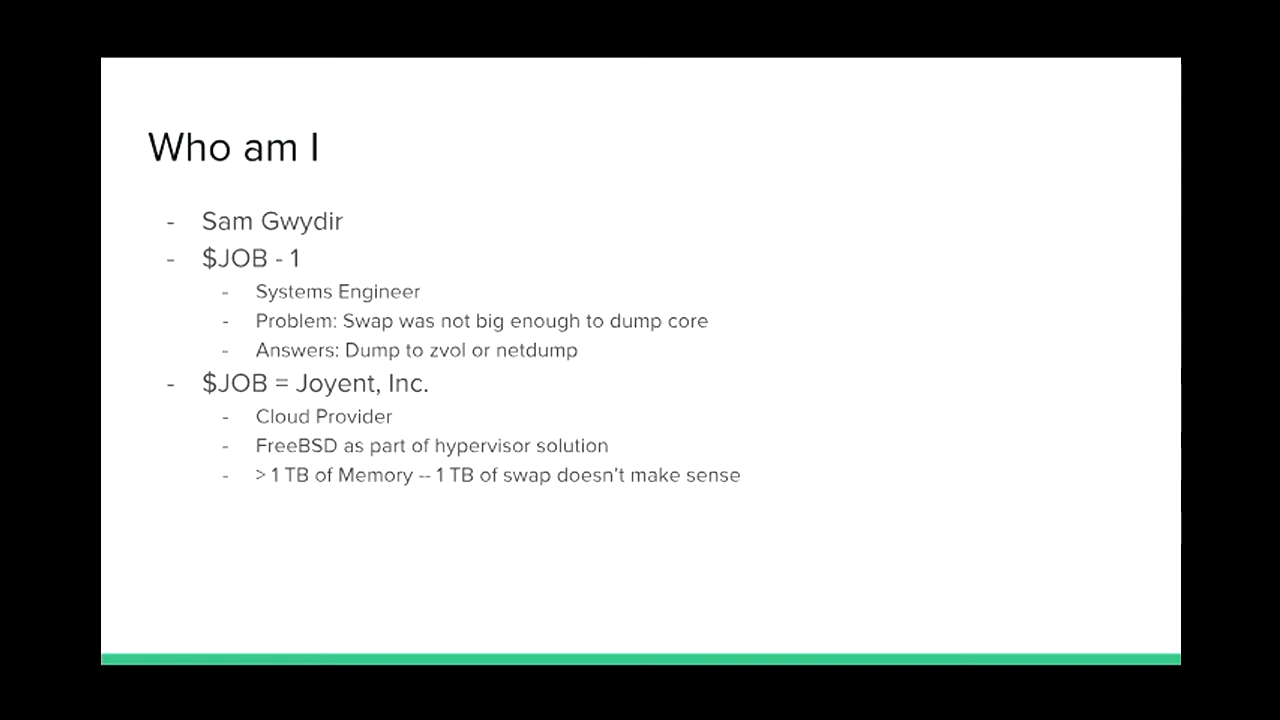 Who am I
- Sam Gwydir
- $JOB - 1
- Systems Engineer
- Problem: Swap was not big enough to dump core
- Answers: Dump to zvol or netdump
- $JOB = Joyent, Inc.
- Cloud Provider
- FreeBSD as part of hypervisor solution
- > 1 TB of Memory -- 1 TB of swap doesn't make sense